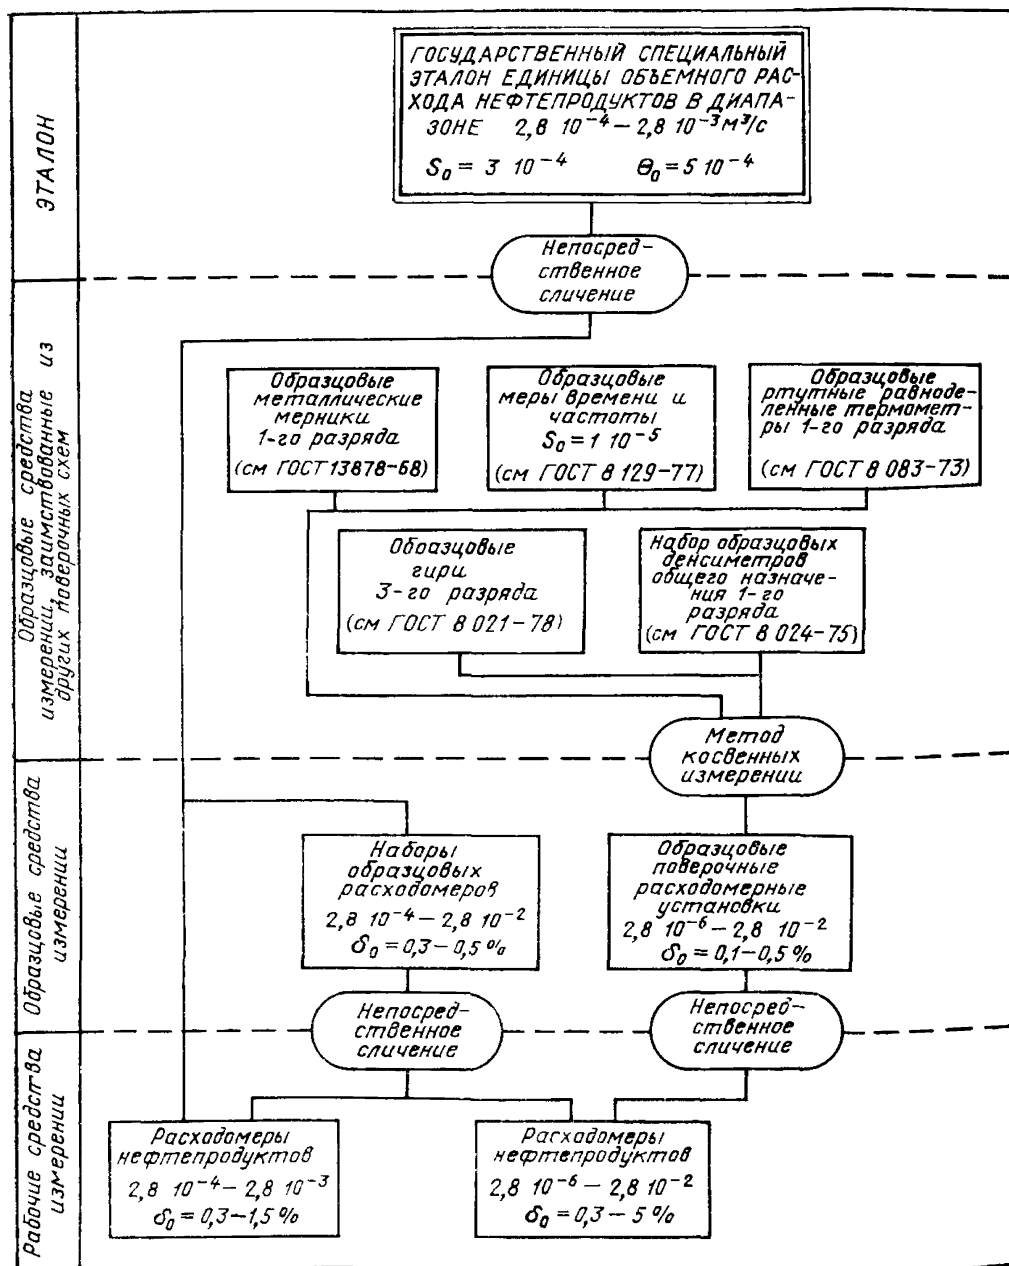 ЭТАЛОН
ГОСУДАРСТВЕННЫЙ СПЕЦИАЛЬНЫЙ
ЭТАЛОН ЕДИНИЦЫ ОБЪЕМНОГО РАС-
ХОДА НЕФТЕПРОДУКТОВ В ДИАПА-
ЗОНЕ 2,8 10⁻⁴ – 2,8 10⁻³ м³/с
S₀ = 3 10⁻⁴ Θ₀ = 5 10⁻⁴
Непосред-
ственное
сличение
Образцовые средства
измерении, заимствованные из
других поверочных схем
Образцовые
металлические
мерники
1-го разряда
(см ГОСТ 13878-68)
Образцовые
меры времени и
частоты
S₀ = 1 10⁻⁵
(см ГОСТ 8 129-77)
Образцовые
ртутные равноде-
ленные термомет-
ры 1-го разряда
(см ГОСТ 8 083-73)
Образцовые
гири
3-го разряда
(см ГОСТ 8 021-78)
Набор образцовых
денсиметров
общего назначе-
ния 1-го
разряда
(см ГОСТ 8 024-75)
Метод
косвенных
измерении
Образцовые средства
измерении
Наборы
образцовых
расходомеров
2,8 10⁻⁴ – 2,8 10⁻²
δ₀ = 0,3 – 0,5 %
Образцовые
поверочные
расходомерные
установки
2,8 10⁻⁶ – 2,8 10⁻²
δ₀ = 0,1 – 0,5 %
Непосред-
ственное
сличение
Непосред-
ственное
сличение
Рабочие средства
измерении
Расходомеры
нефтепродуктов
2,8 10⁻⁴ – 2,8 10⁻³
δ₀ = 0,3 – 1,5 %
Расходомеры
нефтепродуктов
2,8 10⁻⁶ – 2,8 10⁻²
δ₀ = 0,3 – 5 %